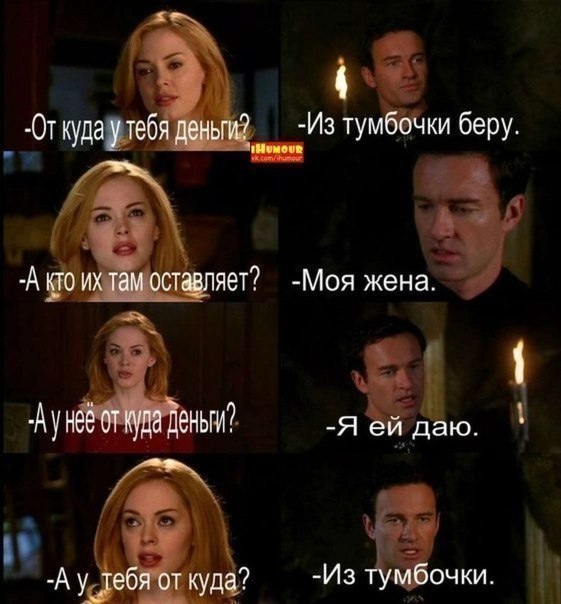 -От куда у тебя деньги?
-Из тумбочки беру.
iHUMOUR
vk.com/ihumour
-А кто их там оставляет?
-Моя жена.
-А у неё от куда деньги?
-Я ей даю.
-А у тебя от куда?
-Из тумбочки.